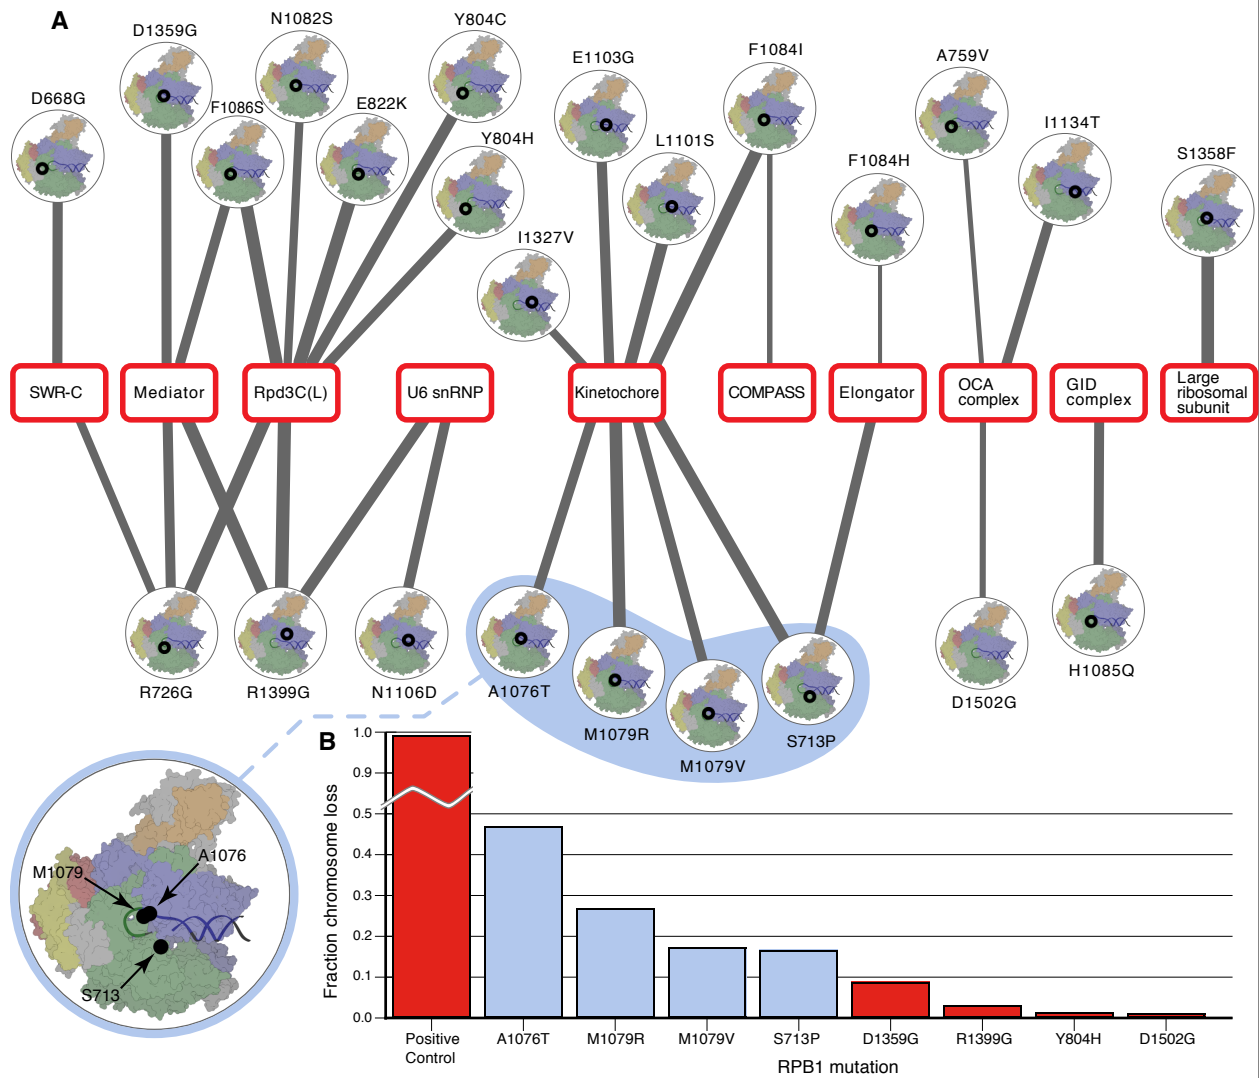 A
D668G
D1359G
F1086S
N1082S
E822K
Y804C
Y804H
E1103G
L1101S
I1327V
F1084I
F1084H
A759V
I1134T
S1358F
SWR-C
Mediator
Rpd3C(L)
U6 snRNP
Kinetochore
COMPASS
Elongator
OCA
complex
GID
complex
Large
ribosomal
subunit
R726G
R1399G
N1106D
A1076T
M1079R
M1079V
S713P
D1502G
H1085Q
M1079
A1076
S713
B
Fraction chromosome loss
1.0
0.9
0.5
0.4
0.3
0.2
0.1
0.0
Positive
Control
A1076T
M1079R
M1079V
S713P
D1359G
R1399G
Y804H
D1502G
RPB1 mutation